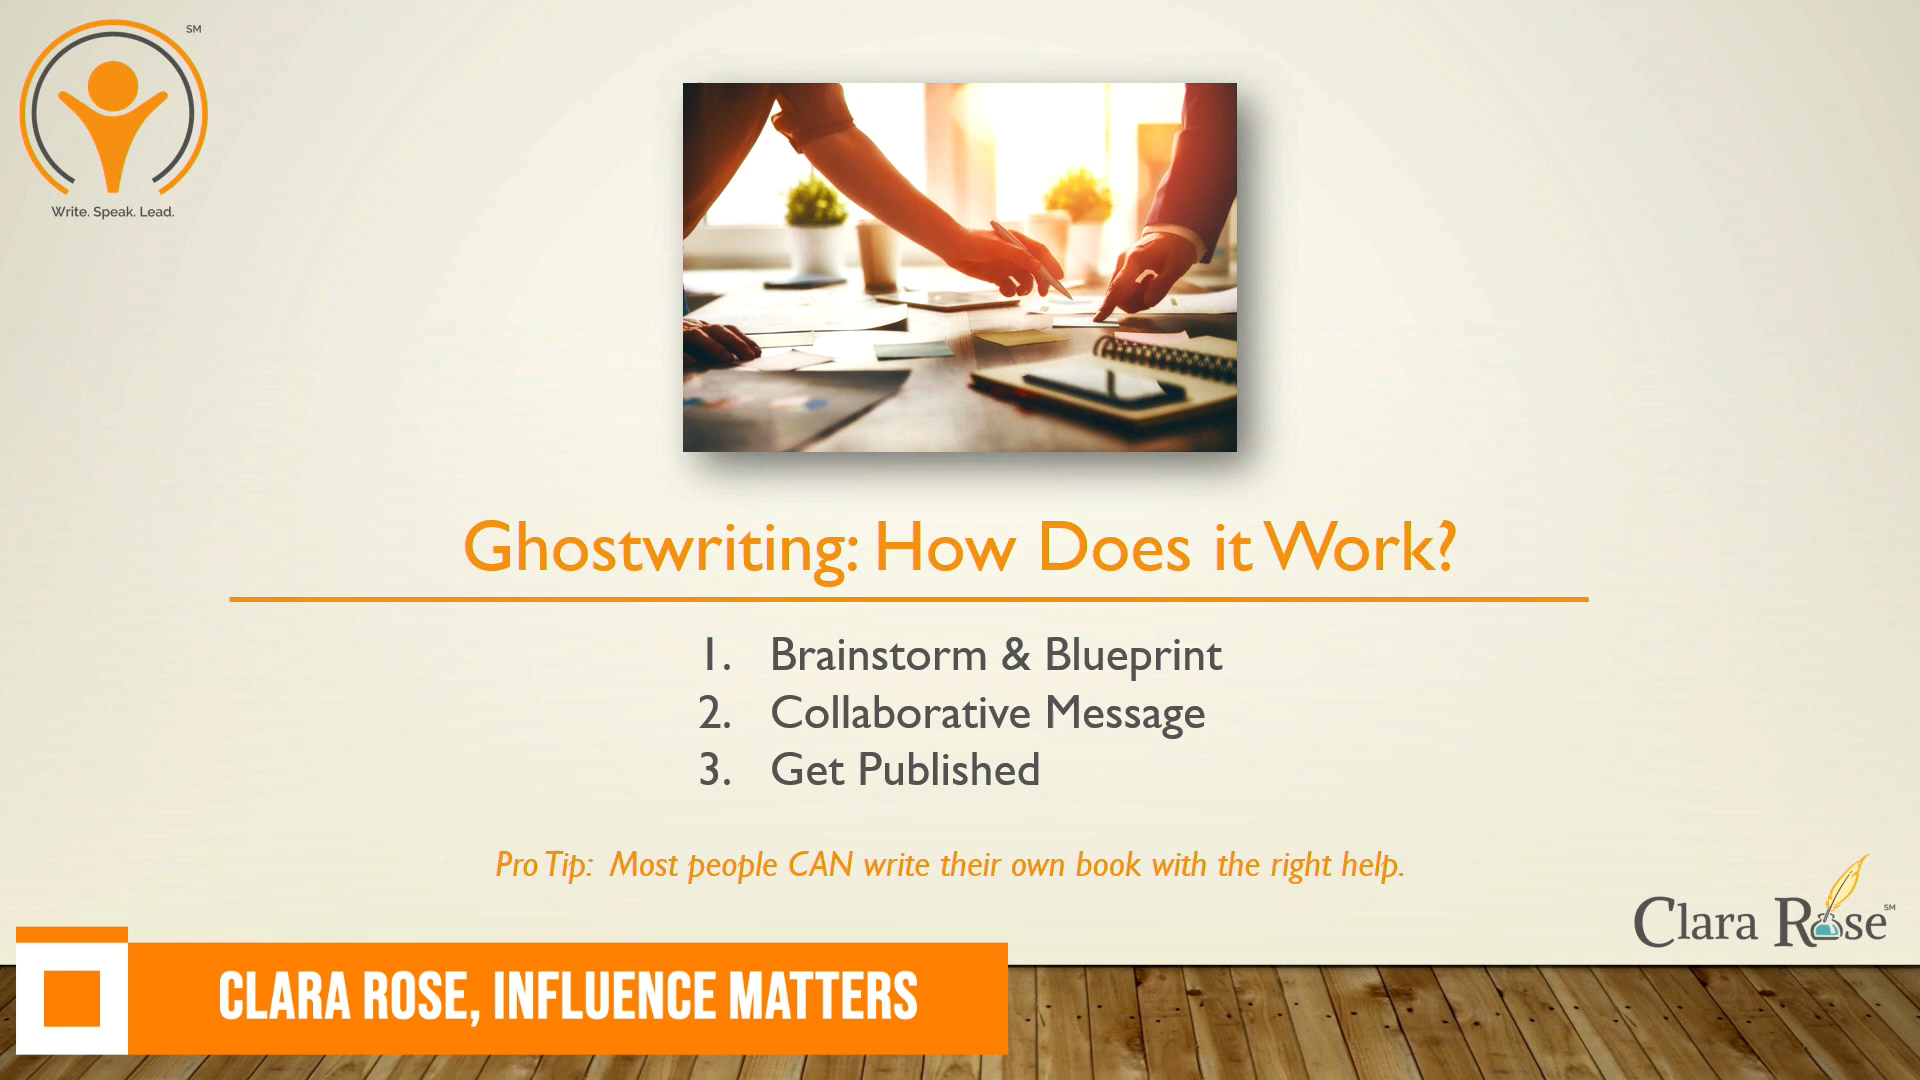 SM
Write. Speak. Lead.
Ghostwriting: How Does it Work?
1. Brainstorm & Blueprint
2. Collaborative Message
3. Get Published
Pro Tip: Most people CAN write their own book with the right help.
Clara Rose SM
CLARA ROSE, INFLUENCE MATTERS